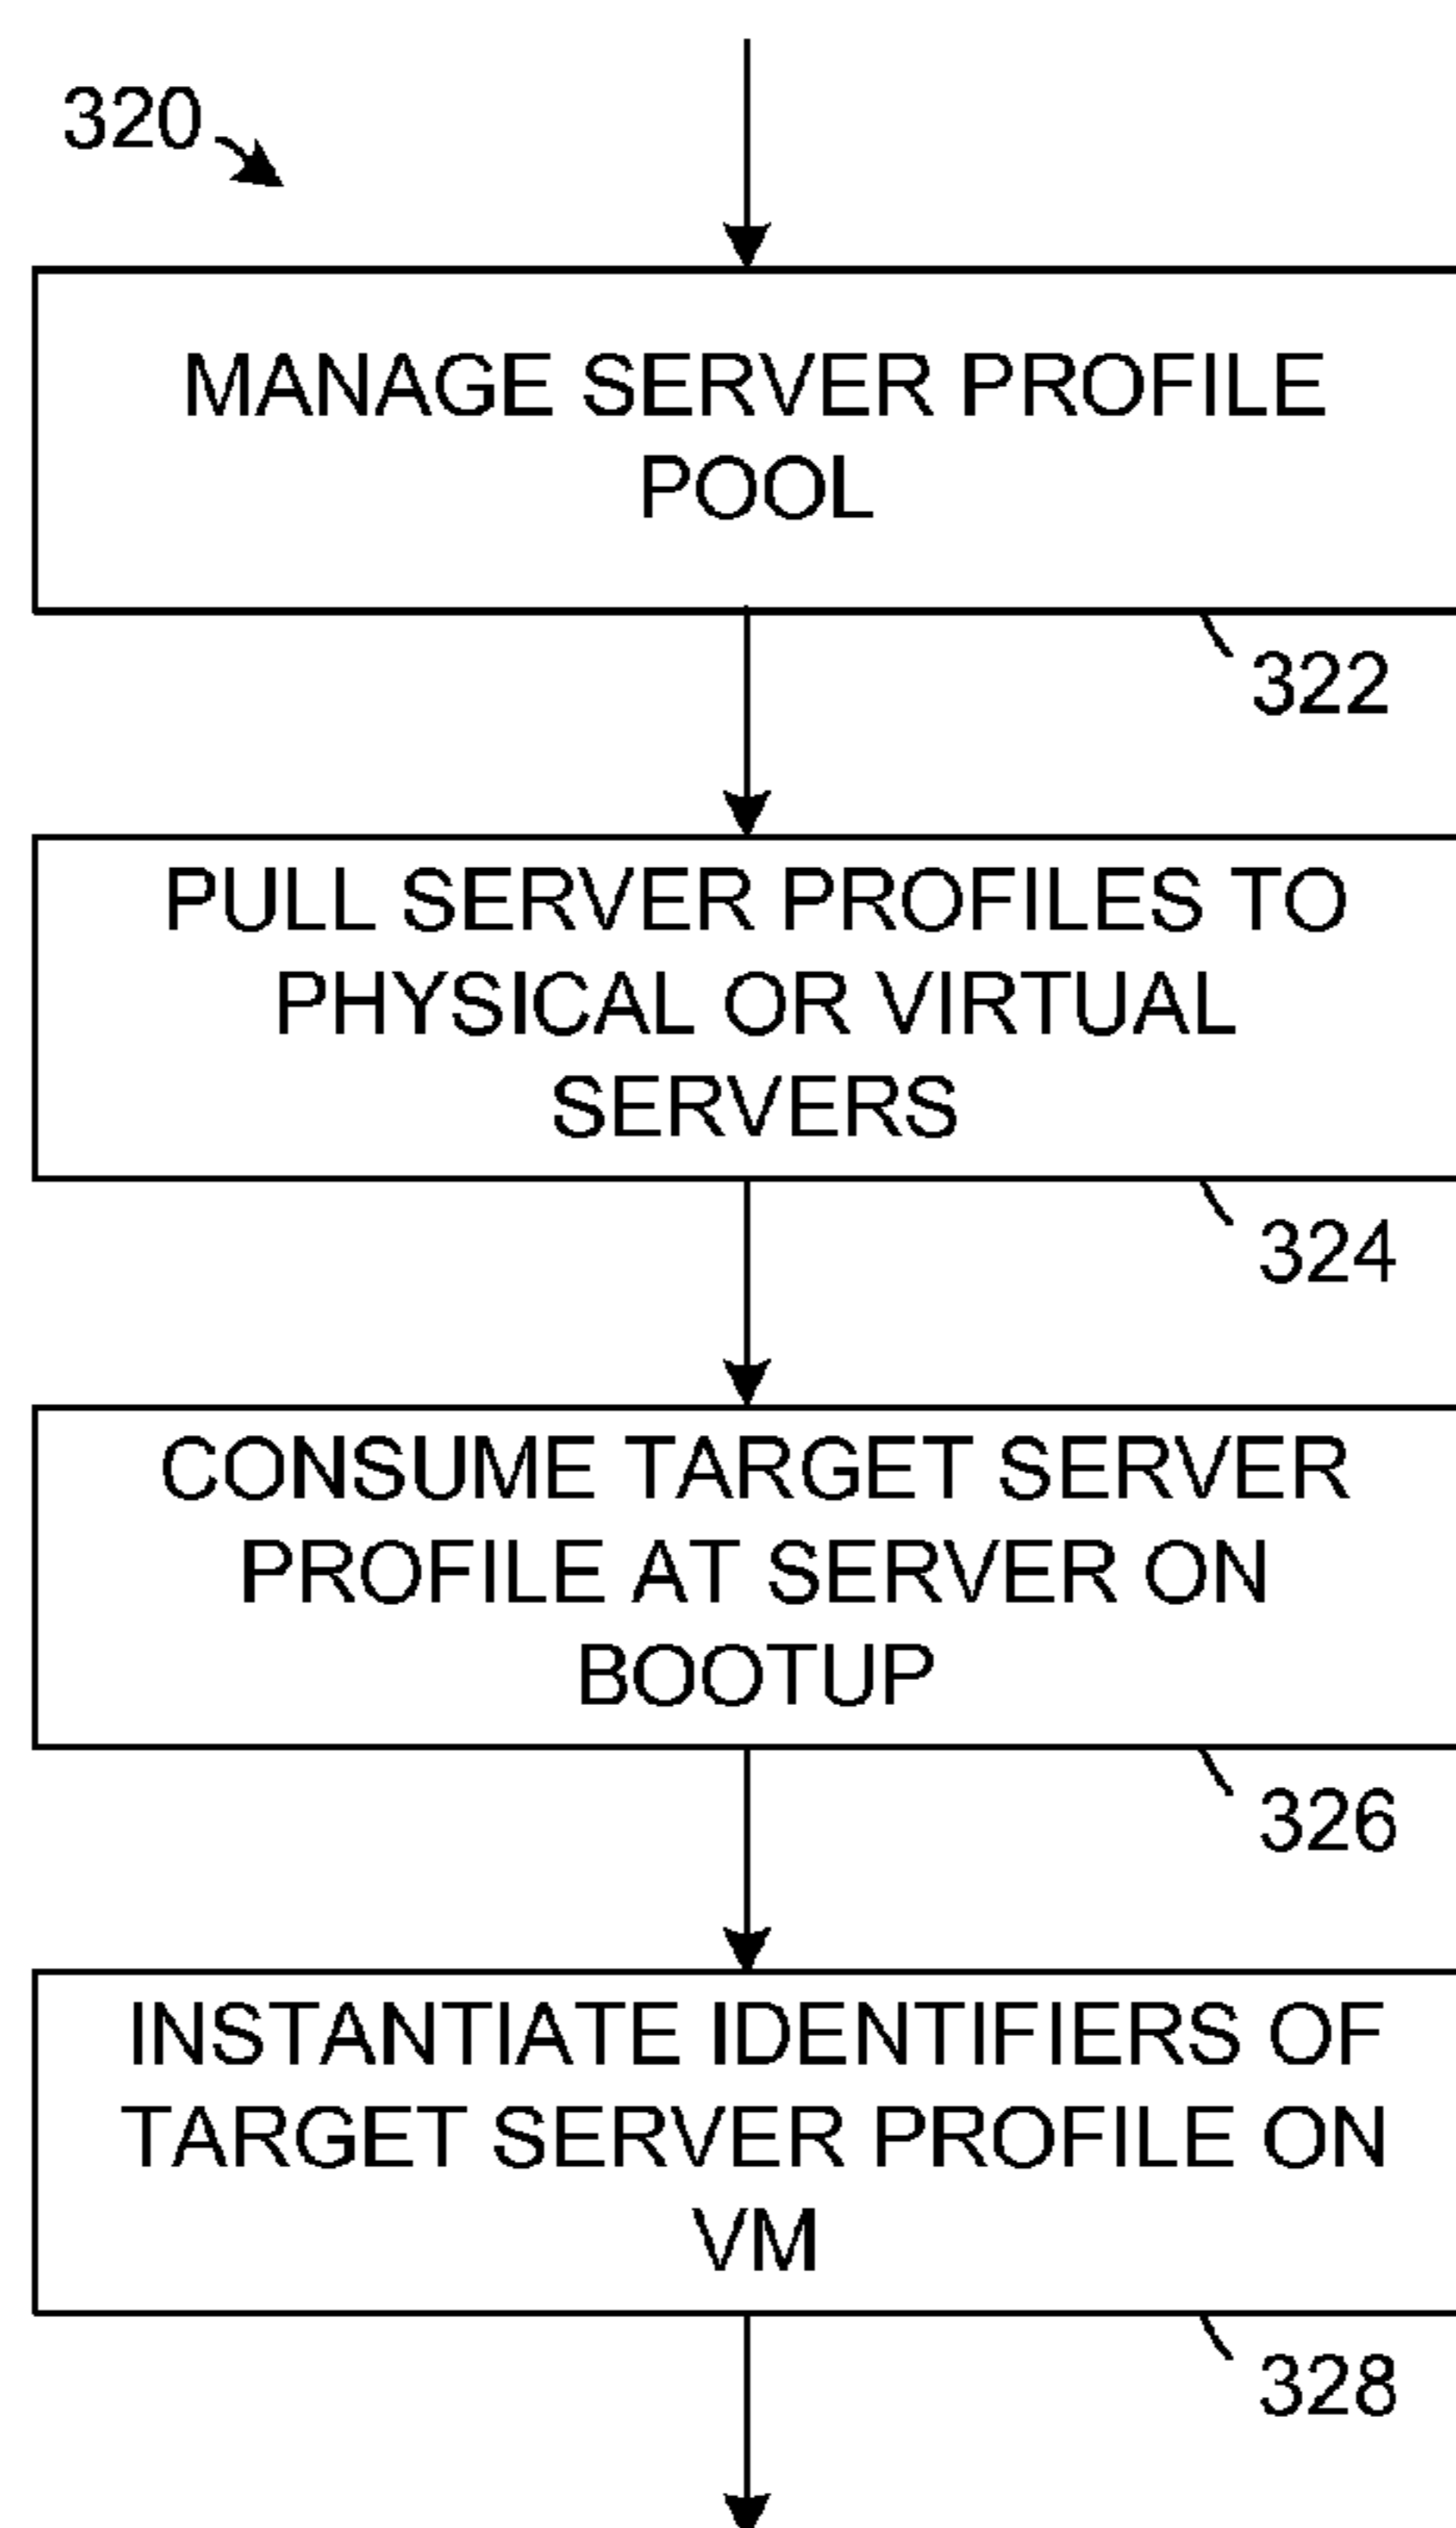 320
MANAGE SERVER PROFILE
POOL
322
PULL SERVER PROFILES TO
PHYSICAL OR VIRTUAL
SERVERS
324
CONSUME TARGET SERVER
PROFILE AT SERVER ON
BOOTUP
326
INSTANTIATE IDENTIFIERS OF
TARGET SERVER PROFILE ON
VM
328